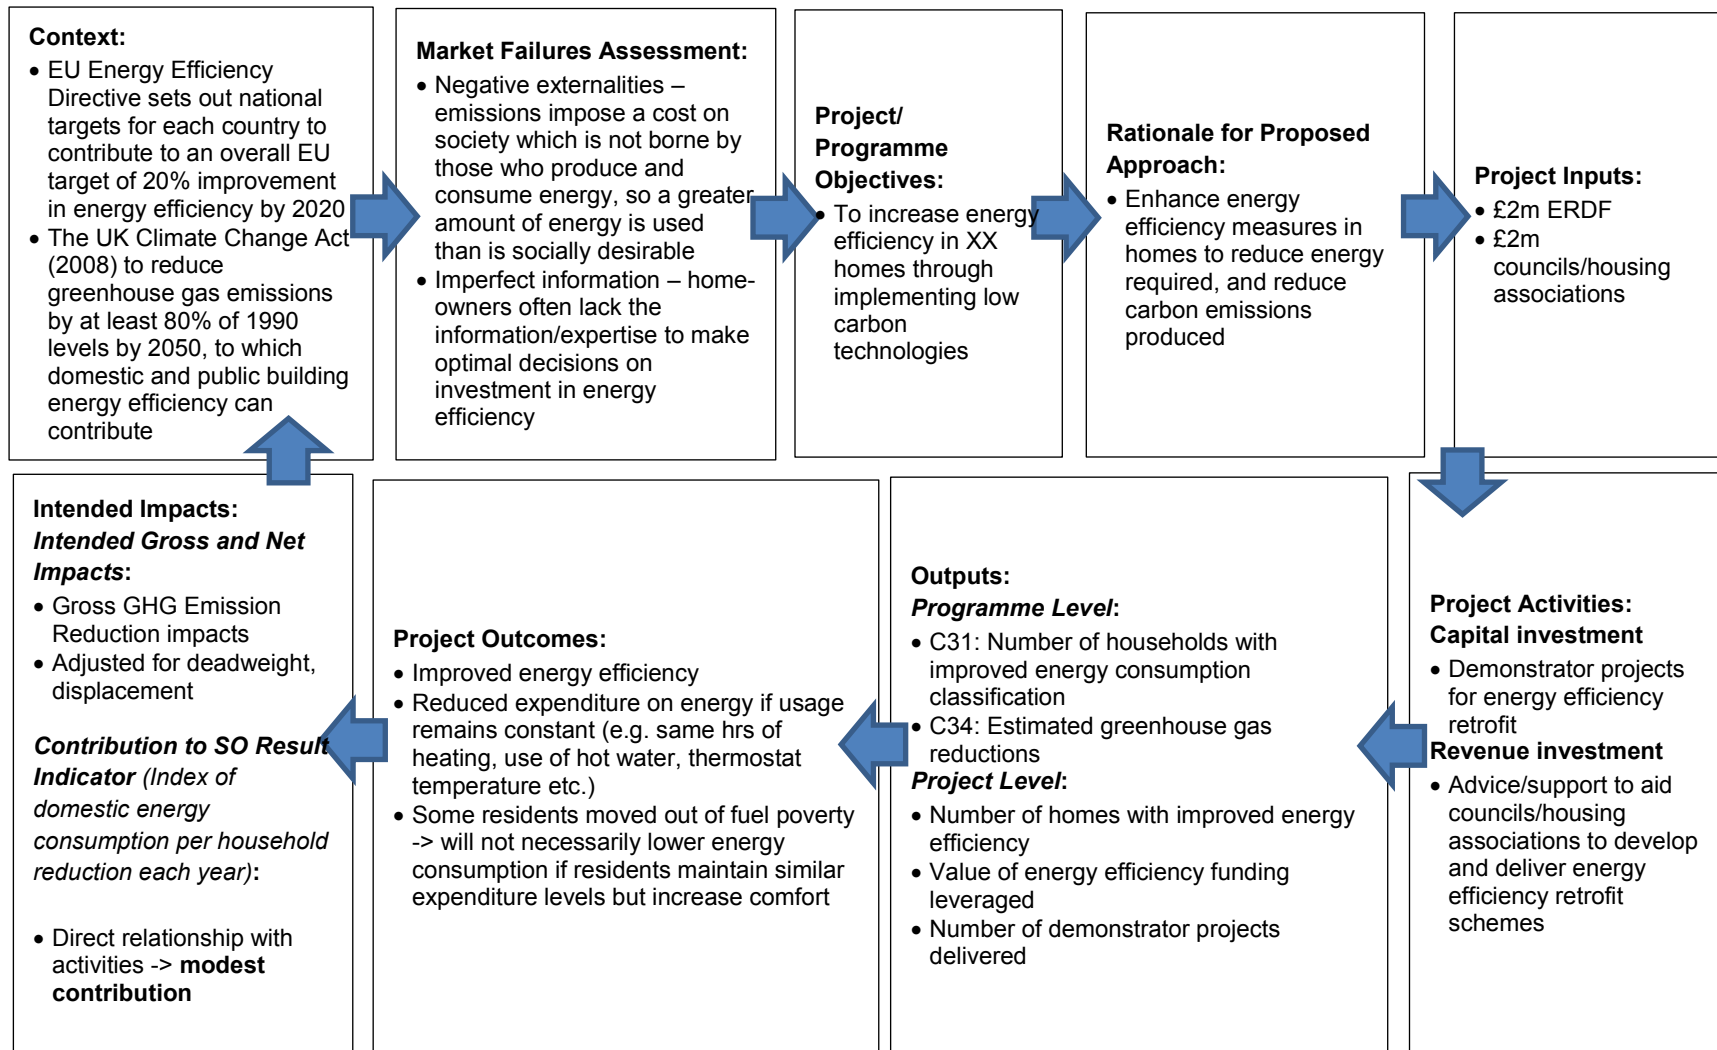 Context:
• EU Energy Efficiency
Directive sets out national
targets for each country to
contribute to an overall EU
target of 20% improvement
in energy efficiency by 2020
• The UK Climate Change Act
(2008) to reduce
greenhouse gas emissions
by at least 80% of 1990
levels by 2050, to which
domestic and public building
energy efficiency can
contribute
Market Failures Assessment:
• Negative externalities –
emissions impose a cost on
society which is not borne by
those who produce and
consume energy, so a greater
amount of energy is used
than is socially desirable
• Imperfect information – home-
owners often lack the
information/expertise to make
optimal decisions on
investment in energy
efficiency
Project/
Programme
Objectives:
• To increase energy
efficiency in XX
homes through
implementing low
carbon
technologies
Rationale for Proposed
Approach:
• Enhance energy
efficiency measures in
homes to reduce energy
required, and reduce
carbon emissions
produced
Project Inputs:
• £2m ERDF
• £2m
councils/housing
associations
Project Activities:
Capital investment
• Demonstrator projects
for energy efficiency
retrofit
Revenue investment
• Advice/support to aid
councils/housing
associations to develop
and deliver energy
efficiency retrofit
schemes
Outputs:
Programme Level:
• C31: Number of households with
improved energy consumption
classification
• C34: Estimated greenhouse gas
reductions
Project Level:
• Number of homes with improved energy
efficiency
• Value of energy efficiency funding
leveraged
• Number of demonstrator projects
delivered
Project Outcomes:
• Improved energy efficiency
• Reduced expenditure on energy if usage
remains constant (e.g. same hrs of
heating, use of hot water, thermostat
temperature etc.)
• Some residents moved out of fuel poverty
-> will not necessarily lower energy
consumption if residents maintain similar
expenditure levels but increase comfort
Intended Impacts:
Intended Gross and Net
Impacts:
• Gross GHG Emission
Reduction impacts
• Adjusted for deadweight,
displacement
Contribution to SO Result
Indicator (Index of
domestic energy
consumption per household
reduction each year):
• Direct relationship with
activities -> modest
contribution